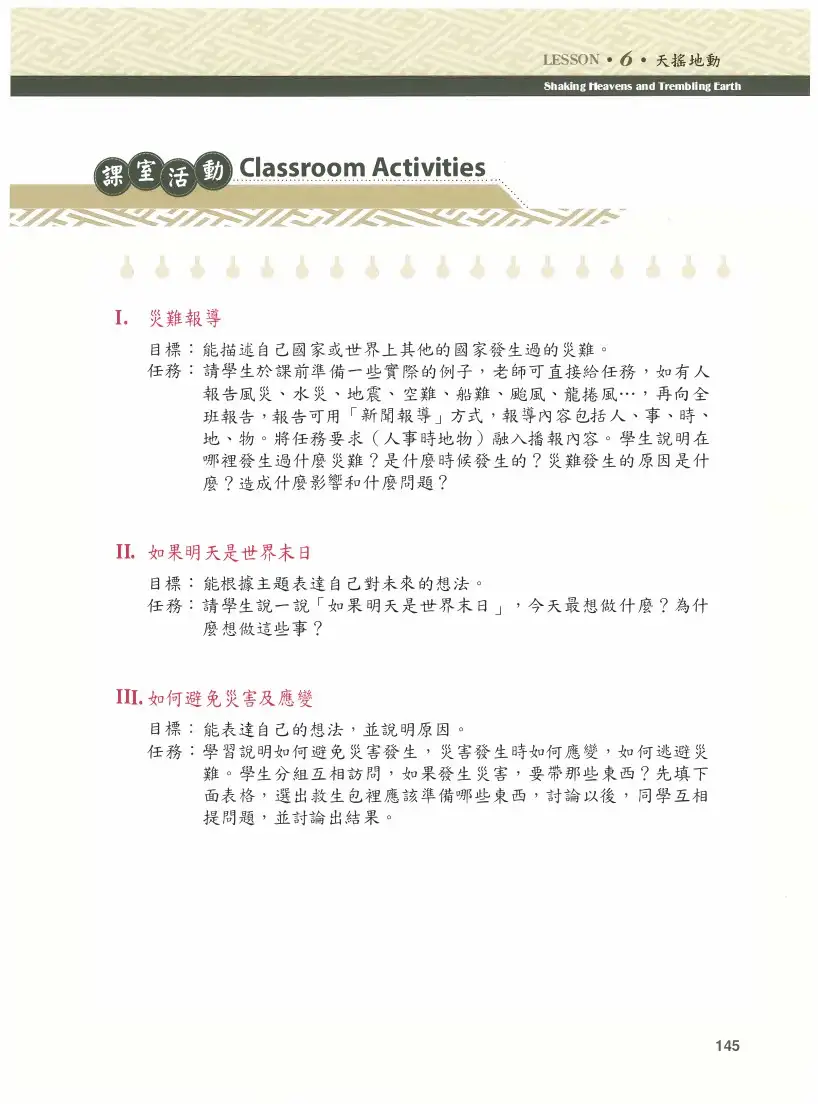 LESSON • 6 • 天搖地動
Shaking Heavens and Trembling Earth
課室活動 Classroom Activities
I. 災難報導
目標：能描述自己國家或世界上其他的國家發生過的災難。
任務：請學生於課前準備一些實際的例子，老師可直接給任務，如有人
報告風災、水災、地震、空難、船難、颱風、龍捲風…，再向全
班報告，報告可用「新聞報導」方式，報導內容包括人、事、時、
地、物。將任務要求（人事時地物）融入播報內容。學生說明在
哪裡發生過什麼災難？是什麼時候發生的？災難發生的原因是什
麼？造成什麼影響和什麼問題？
II. 如果明天是世界末日
目標：能根據主題表達自己對未來的想法。
任務：請學生說一說「如果明天是世界末日」，今天最想做什麼？為什
麼想做這些事？
III. 如何避免災害及應變
目標：能表達自己的想法，並說明原因。
任務：學習說明如何避免災害發生，災害發生時如何應變，如何逃避災
難。學生分組互相訪問，如果發生災害，要帶那些東西？先填下
面表格，選出救生包裡應該準備哪些東西，討論以後，同學互相
提問題，並討論出結果。
145